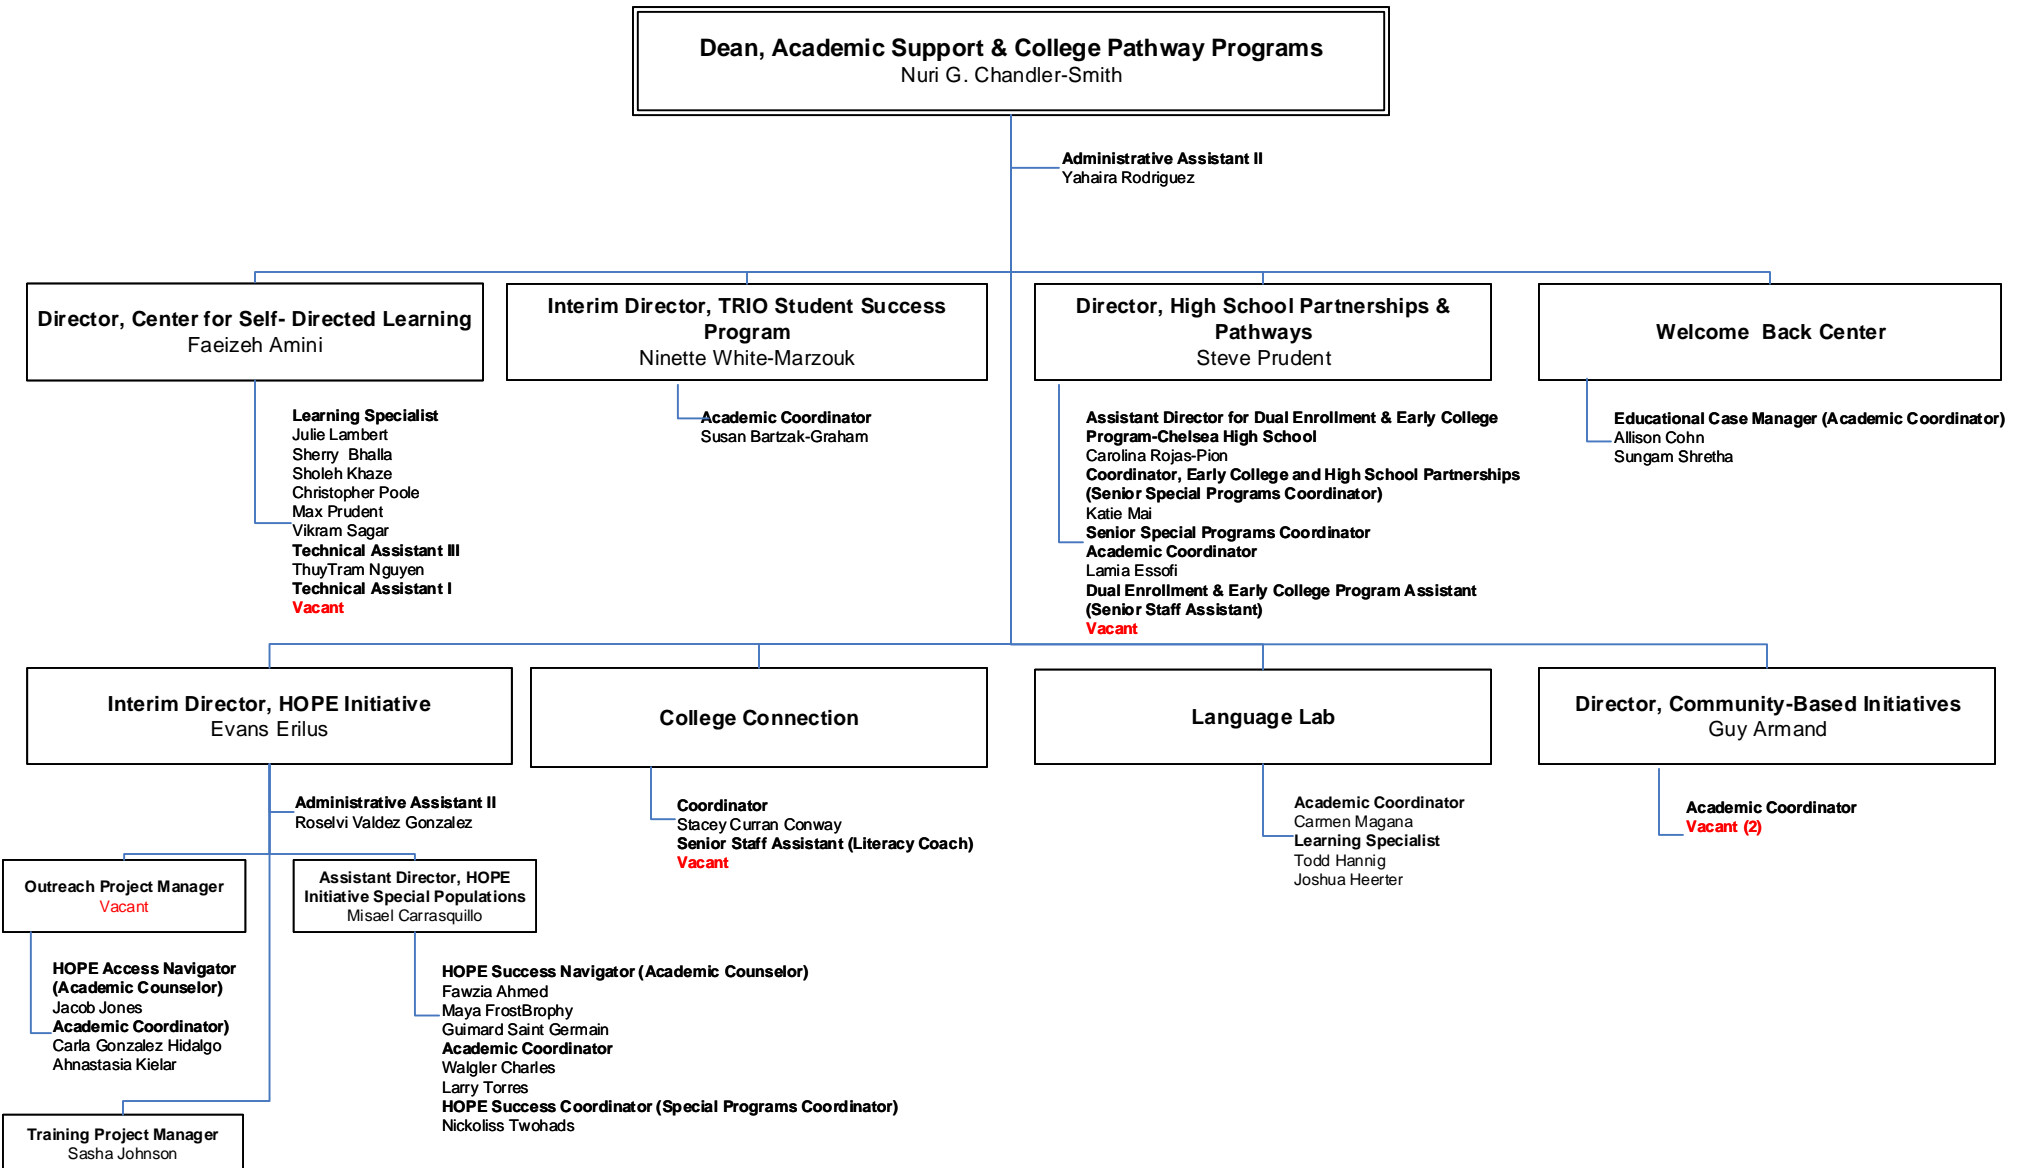 Dean, Academic Support & College Pathway Programs
Nuri G. Chandler-Smith
Administrative Assistant II
Yahaira Rodriguez
Director, Center for Self- Directed Learning
Faeizeh Amini
Learning Specialist
Julie Lambert
Sherry Bhalla
Sholeh Khaze
Christopher Poole
Max Prudent
Vikram Sagar
Technical Assistant III
ThuyTram Nguyen
Technical Assistant I
Vacant
Interim Director, TRIO Student Success
Program
Ninette White-Marzouk
Academic Coordinator
Susan Bartzak-Graham
Director, High School Partnerships &
Pathways
Steve Prudent
Assistant Director for Dual Enrollment & Early College
Program-Chelsea High School
Carolina Rojas-Pion
Coordinator, Early College and High School Partnerships
(Senior Special Programs Coordinator)
Katie Mai
Senior Special Programs Coordinator
Academic Coordinator
Lamia Essofi
Dual Enrollment & Early College Program Assistant
(Senior Staff Assistant)
Vacant
Welcome Back Center
Educational Case Manager (Academic Coordinator)
Allison Cohn
Sungam Shretha
Interim Director, HOPE Initiative
Evans Erilus
Administrative Assistant II
Roselvi Valdez Gonzalez
Outreach Project Manager
Vacant
HOPE Access Navigator
(Academic Counselor)
Jacob Jones
Academic Coordinator)
Carla Gonzalez Hidalgo
Ahnastasia Kielar
Assistant Director, HOPE
Initiative Special Populations
Misael Carrasquillo
HOPE Success Navigator (Academic Counselor)
Fawzia Ahmed
Maya FrostBrophy
Guimard Saint Germain
Academic Coordinator
Walgler Charles
Larry Torres
HOPE Success Coordinator (Special Programs Coordinator)
Nickoliss Twohads
Training Project Manager
Sasha Johnson
College Connection
Coordinator
Stacey Curran Conway
Senior Staff Assistant (Literacy Coach)
Vacant
Language Lab
Academic Coordinator
Carmen Magana
Learning Specialist
Todd Hannig
Joshua Heerter
Director, Community-Based Initiatives
Guy Armand
Academic Coordinator
Vacant (2)